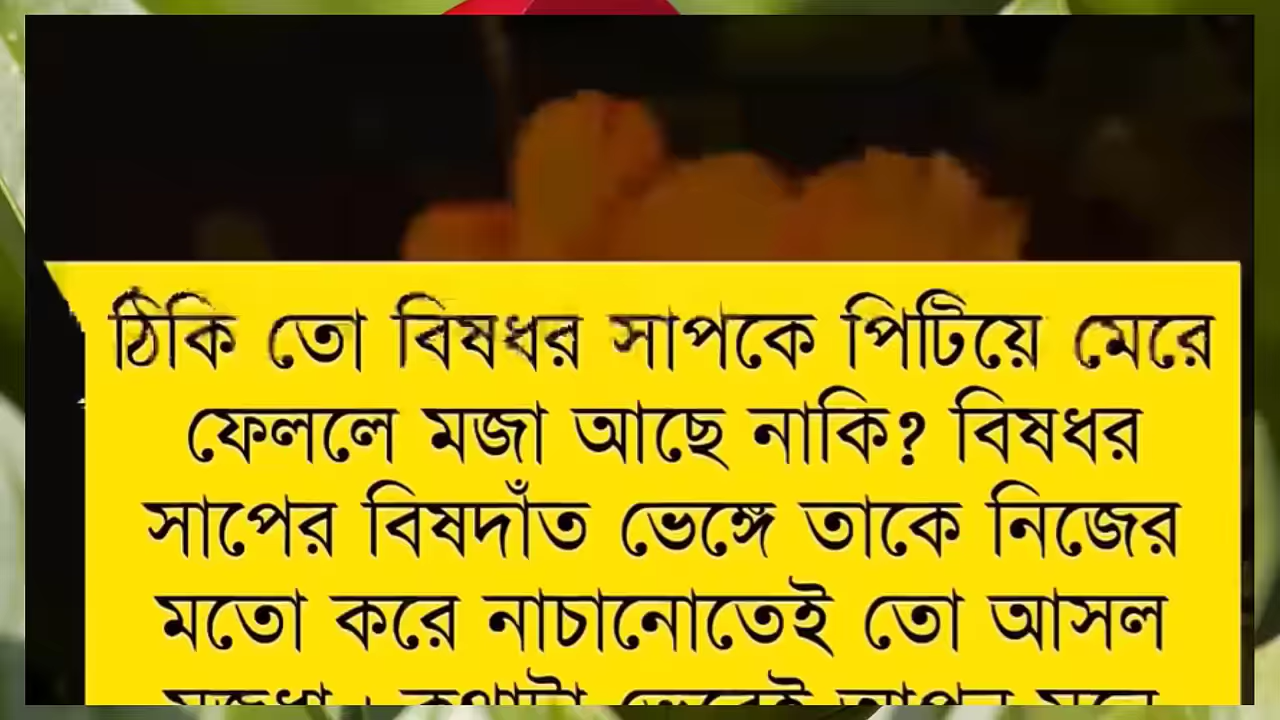 ঠিকি তো বিষধর সাপকে পিটিয়ে মেরে
ফেললে মজা আছে নাকি? বিষধর
সাপের বিষদাঁত ভেঙ্গে তাকে নিজের
মতো করে নাচানোতেই তো আসল